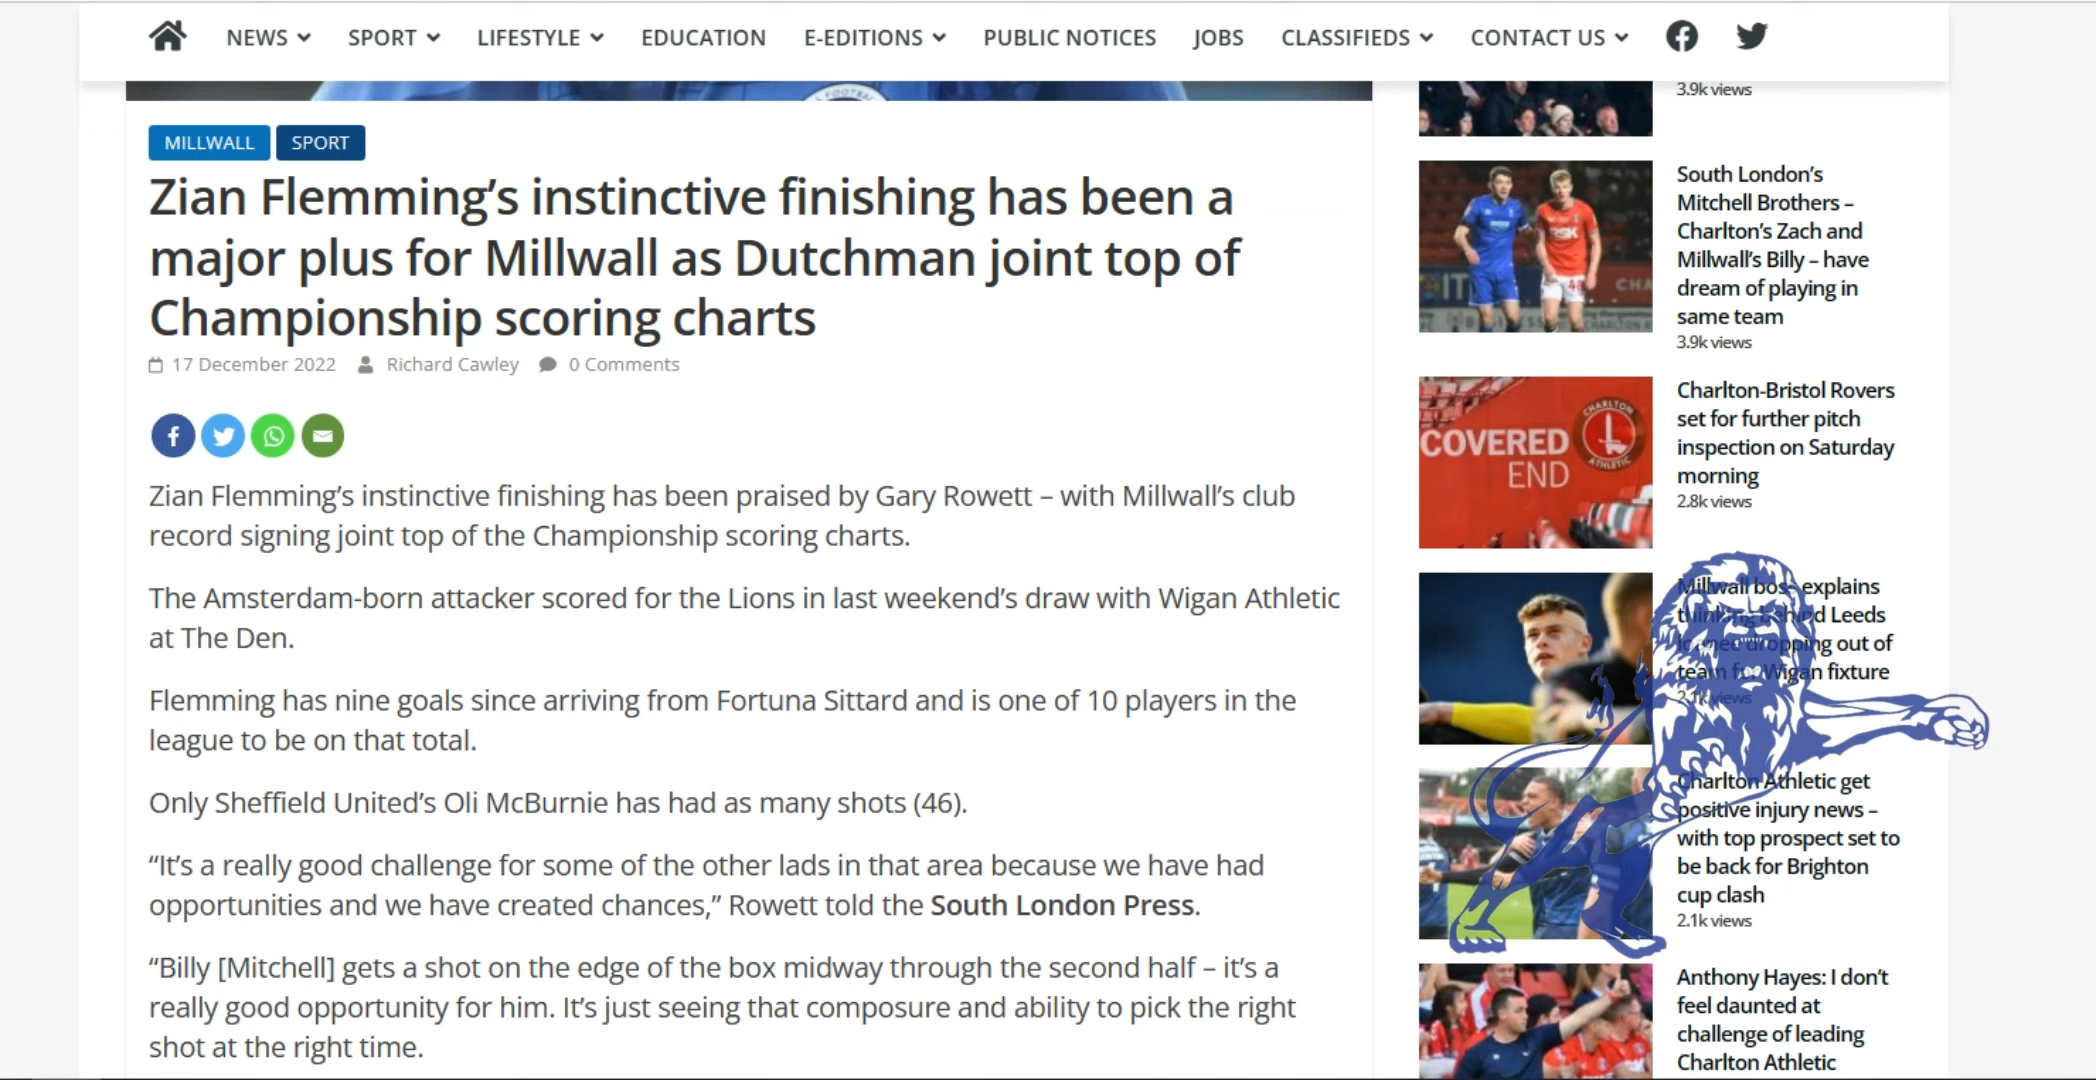 NEWS SPORT LIFESTYLE EDUCATION E-EDITIONS PUBLIC NOTICES JOBS CLASSIFIEDS CONTACT US
MILLWALL SPORT
Zian Flemming’s instinctive finishing has been a
major plus for Millwall as Dutchman joint top of
Championship scoring charts
17 December 2022 Richard Cawley 0 Comments
Zian Flemming’s instinctive finishing has been praised by Gary Rowett – with Millwall’s club
record signing joint top of the Championship scoring charts.
The Amsterdam-born attacker scored for the Lions in last weekend’s draw with Wigan Athletic
at The Den.
Flemming has nine goals since arriving from Fortuna Sittard and is one of 10 players in the
league to be on that total.
Only Sheffield United’s Oli McBurnie has had as many shots (46).
“It’s a really good challenge for some of the other lads in that area because we have had
opportunities and we have created chances,” Rowett told the South London Press.
“Billy [Mitchell] gets a shot on the edge of the box midway through the second half – it’s a
really good opportunity for him. It’s just seeing that composure and ability to pick the right
shot at the right time.
3.9k views
South London’s
Mitchell Brothers –
Charlton’s Zach and
Millwall’s Billy – have
dream of playing in
same team
3.9k views
COVERED
END
CHARLTON
ATHLETIC
Charlton-Bristol Rovers
set for further pitch
inspection on Saturday
morning
2.8k views
Millwall boss explains
thinking behind Leeds
loanee dropping out of
team for Wigan fixture
views
Charlton Athletic get
positive injury news –
with top prospect set to
be back for Brighton
cup clash
2.1k views
Anthony Hayes: I don’t
feel daunted at
challenge of leading
Charlton Athletic